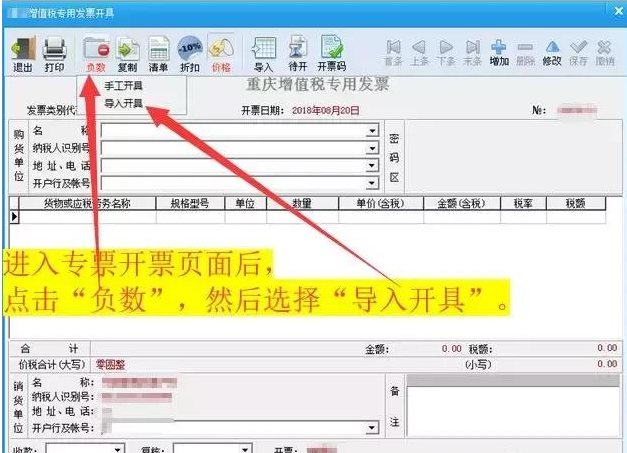 增值税专用发票开具
退出 打印 负数 复制 清单 -10% 折扣 价格 导入 待开 开票码 首条 上条 下条 末条 增加 删除 修改 保存 撤销
手工开具
导入开具
重庆增值税专用发票
发票类别代 开票日期: 2018年08月20日 №:
购货单位
名 称
纳税人识别号
地 址、电 话
开户行及帐号
密码区
货物或应税劳务名称 规格型号 单位 数量 单价(含税) 金额(含税) 税率 税额
进入专票开票页面后,
点击“负数”，然后选择“导入开具”。
合 计 金额: 0.00 税额: 0.00
价税合计(大写) 零圆整 (小写) 0.00
销货单位
名 称:
纳税人识别号:
地 址、电 话:
开户行及账号:
备注
收款: 复核: 开票: